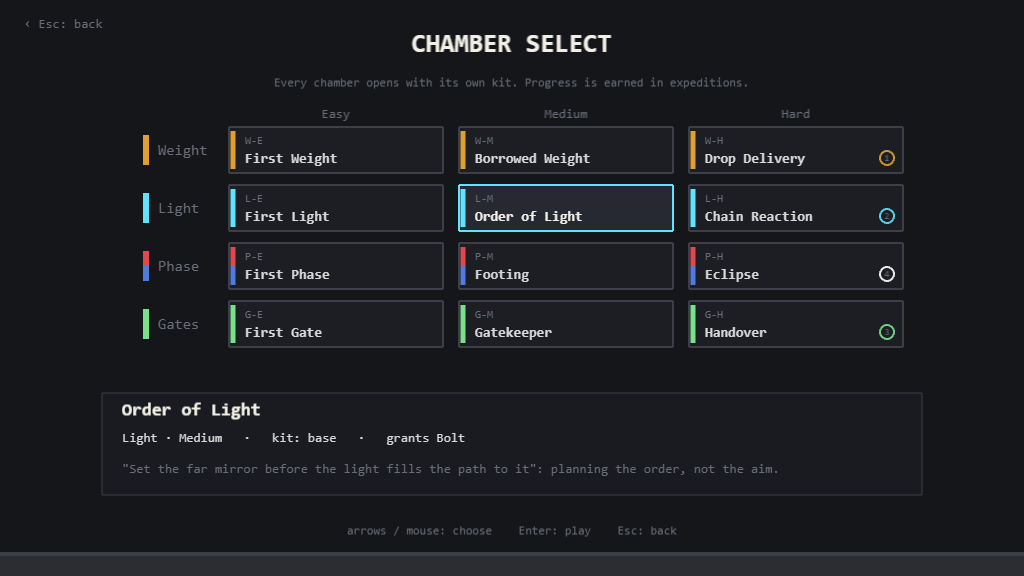 ‹ Esc: back
CHAMBER SELECT
Every chamber opens with its own kit. Progress is earned in expeditions.
Easy Medium Hard
Weight
W-E
First Weight
W-M
Borrowed Weight
W-H
Drop Delivery
1
Light
L-E
First Light
L-M
Order of Light
L-H
Chain Reaction
2
Phase
P-E
First Phase
P-M
Footing
P-H
Eclipse
4
Gates
G-E
First Gate
G-M
Gatekeeper
G-H
Handover
3
Order of Light
Light · Medium · kit: base · grants Bolt
"Set the far mirror before the light fills the path to it": planning the order, not the aim.
arrows / mouse: choose Enter: play Esc: back